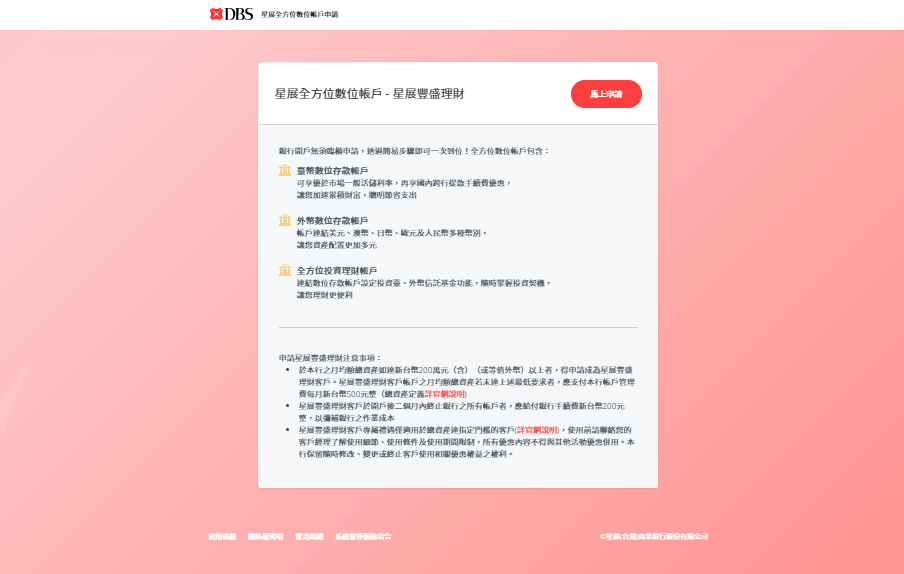 DBS 星展全方位數位帳戶申請
星展全方位數位帳戶 - 星展豐盛理財
馬上申請
銀行開戶無須臨櫃申請，透過簡易步驟即可一次到位！全方位數位帳戶包含：
臺幣數位存款帳戶
可享優於市場一般活儲利率，再享國內跨行提款手續費優惠，
讓您加速累積財富，聰明節省支出
外幣數位存款帳戶
帳戶連結美元、澳幣、日幣、歐元及人民幣多種幣別，
讓您資產配置更加多元
全方位投資理財帳戶
連結數位存款帳戶設定投資臺、外幣信託基金功能，隨時掌握投資契機，
讓您理財更便利
申請星展豐盛理財注意事項：
於本行之月均額總資產如達新台幣200萬元（含）（或等值外幣）以上者，得申請成為星展豐盛
理財客戶。星展豐盛理財客戶帳戶之月均額總資產若未達上述最低要求者，應支付本行帳戶管理
費每月新台幣500元整（總資產定義詳官網說明)
星展豐盛理財客戶於開戶後二個月內終止銀行之所有帳戶者，應給付銀行手續費新台幣200元
整，以彌補銀行之作業成本
星展豐盛理財客戶專屬禮遇僅適用於總資產達指定門檻的客戶(詳官網說明)，使用前請聯絡您的
客戶經理了解使用細節、使用條件及使用期間限制，所有優惠內容不得與其他活動優惠併用。本
行保留隨時修改、變更或終止客戶使用相關優惠權益之權利。
使用條款 隱私權聲明 常見問題 系統暫停服務公告
©星展(台灣)商業銀行股份有限公司